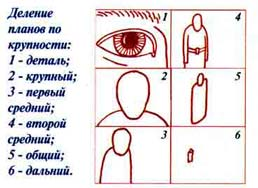 Деление
планов по
крупности:
1 - деталь;
2 - крупный;
3 - первый
средний;
4 - второй
средний;
5 - общий;
6 - дальний.
1
4
2
5
3
6